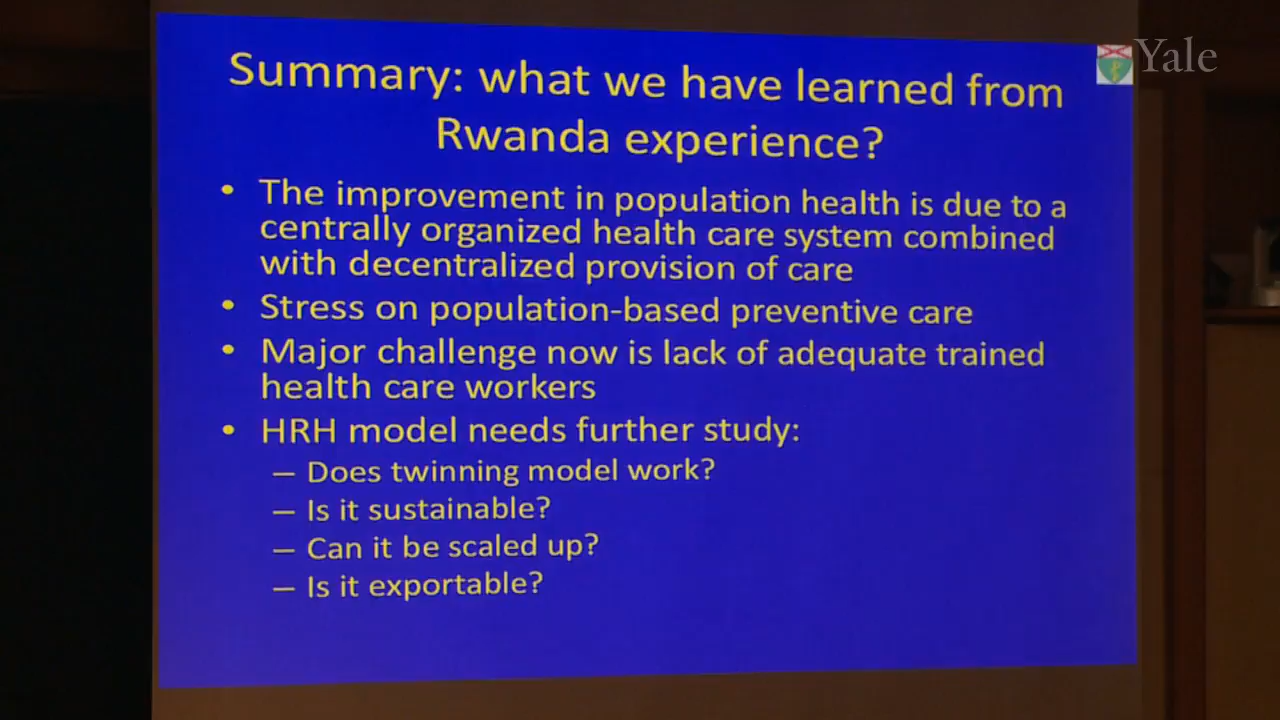 Yale
Summary: what we have learned from
Rwanda experience?
• The improvement in population health is due to a
centrally organized health care system combined
with decentralized provision of care
• Stress on population-based preventive care
• Major challenge now is lack of adequate trained
health care workers
• HRH model needs further study:
– Does twinning model work?
– Is it sustainable?
– Can it be scaled up?
– Is it exportable?